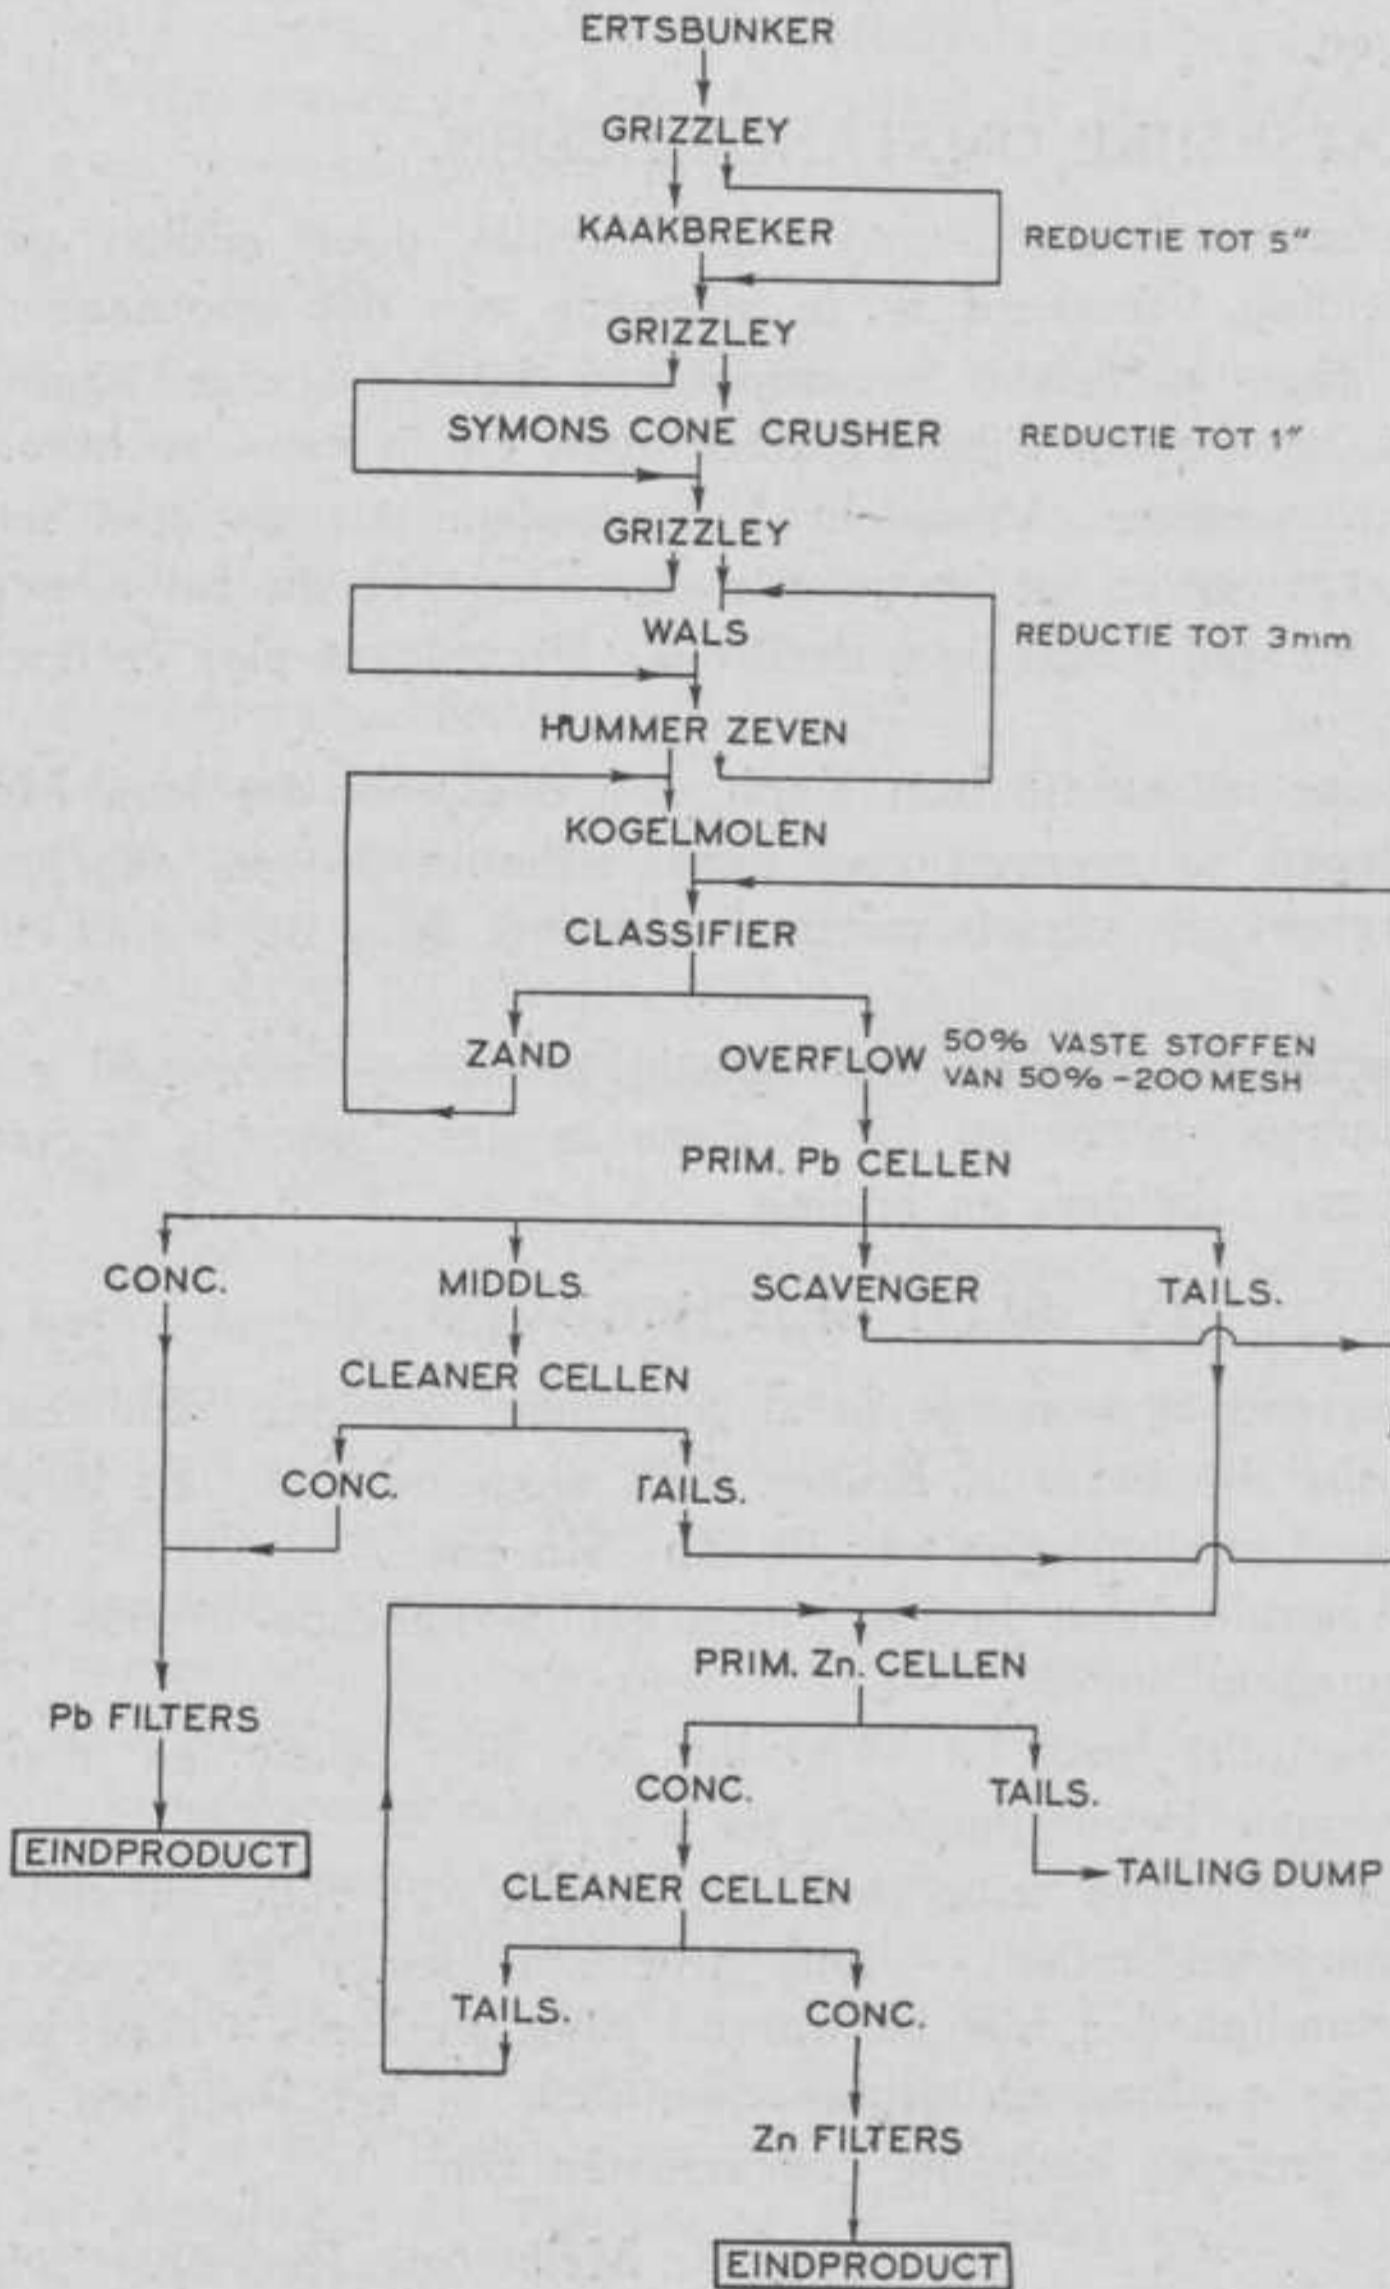 ERTSBUNKER
GRIZZLEY
KAAKBREKER
REDUCTIE TOT 5"
GRIZZLEY
SYMONS CONE CRUSHER
REDUCTIE TOT 1"
GRIZZLEY
WALS
REDUCTIE TOT 3mm
HUMMER ZEVEN
KOGELMOLEN
CLASSIFIER
ZAND
OVERFLOW
50% VASTE STOFFEN
VAN 50% -200 MESH
PRIM. Pb CELLEN
CONC.
MIDDLS.
SCAVENGER
TAILS.
CLEANER CELLEN
CONC.
TAILS.
PRIM. Zn. CELLEN
Pb FILTERS
CONC.
TAILS.
EINDPRODUCT
TAILING DUMP
CLEANER CELLEN
TAILS.
CONC.
Zn FILTERS
EINDPRODUCT